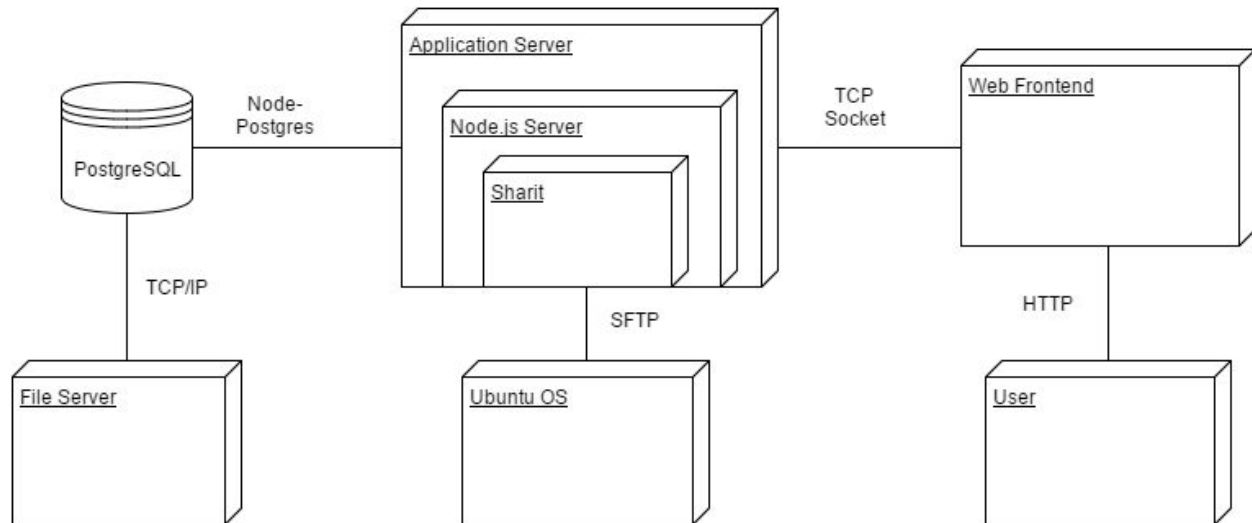 Application Server
Web Frontend
Node-
Postgres
TCP
Socket
Node.js Server
PostgreSQL
Sharit
TCP/IP
SFTP
HTTP
File Server
Ubuntu OS
User